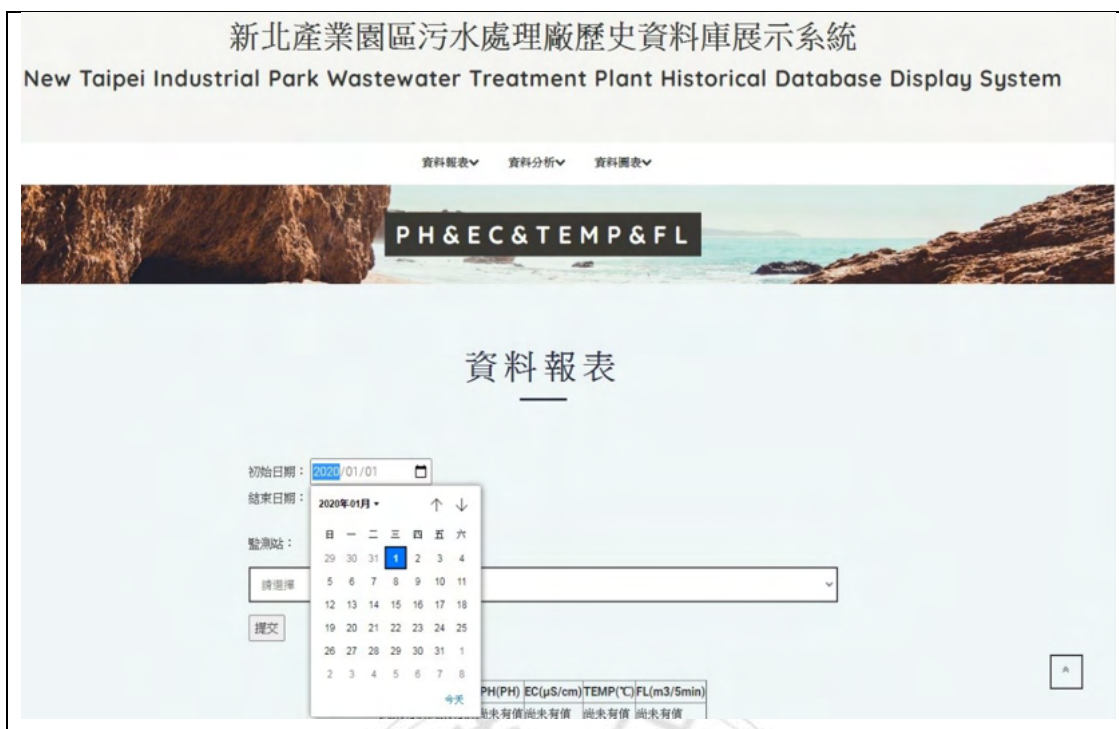 新北產業園區污水處理廠歷史資料庫展示系統
New Taipei Industrial Park Wastewater Treatment Plant Historical Database Display System
資料報表 資料分析 資料圖表
PH&EC&TEMP&FL
資料報表
初始日期： 2020/01/01
結束日期：
2020年01月
日 一 二 三 四 五 六
29 30 31 1 2 3 4
監測站：
5 6 7 8 9 10 11
請選擇
12 13 14 15 16 17 18
19 20 21 22 23 24 25
提交
26 27 28 29 30 31 1
2 3 4 5 6 7 8
今天
PH(PH) EC(μS/cm) TEMP(℃) FL(m3/5min)
尚未有值 尚未有值 尚未有值 尚未有值